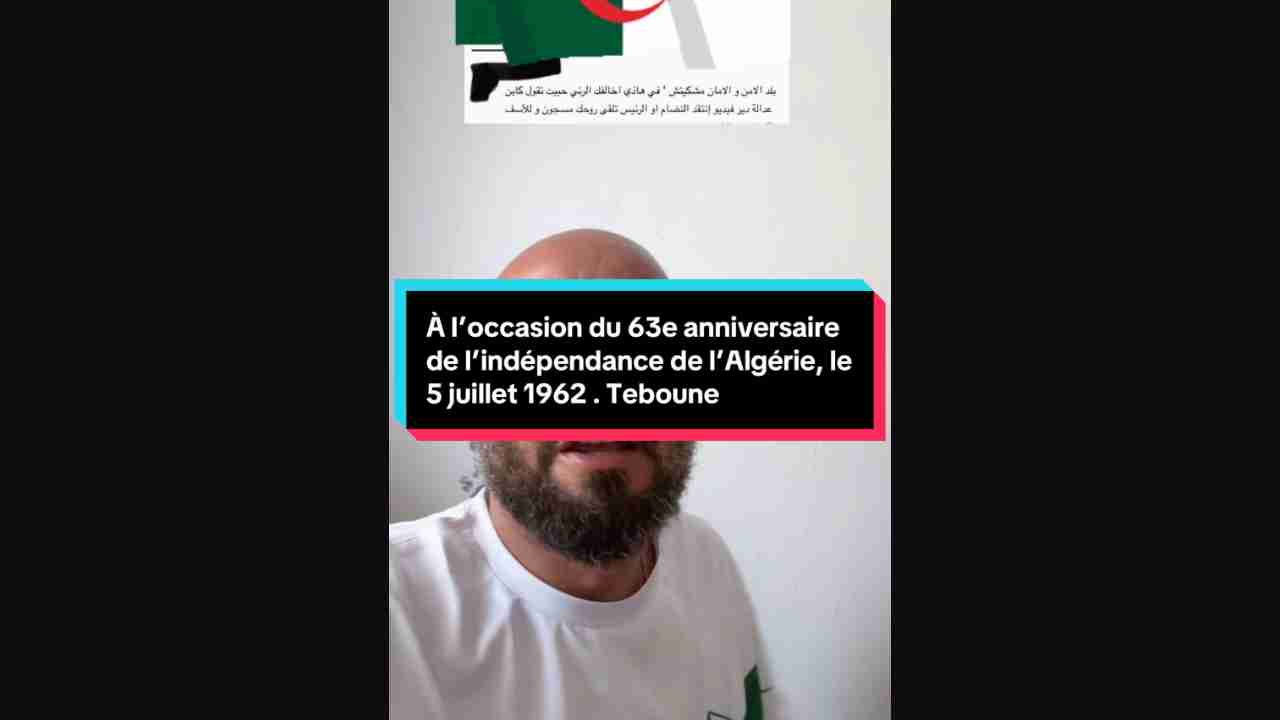 بلد الامن و الامان مشكيتش ' في هاذي اخالفك الرئي حبيت تقول كاين
عدالة دير فيديو إنتقد النضام او الرئيس تلقى روحك مسجون و للأسف
À l’occasion du 63e anniversaire
de l’indépendance de l’Algérie, le
5 juillet 1962 . Teboune